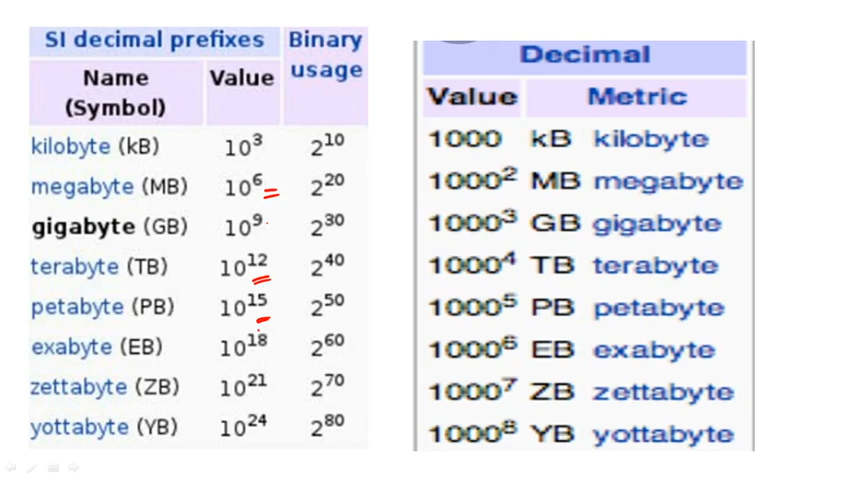 SI decimal prefixes Binary usage
Name (Symbol) Value
kilobyte (kB) 10³ 2¹⁰
megabyte (MB) 10⁶ 2²⁰
gigabyte (GB) 10⁹ 2³⁰
terabyte (TB) 10¹² 2⁴⁰
petabyte (PB) 10¹⁵ 2⁵⁰
exabyte (EB) 10¹⁸ 2⁶⁰
zettabyte (ZB) 10²¹ 2⁷⁰
yottabyte (YB) 10²⁴ 2⁸⁰
Decimal
Value Metric
1000 kB kilobyte
1000² MB megabyte
1000³ GB gigabyte
1000⁴ TB terabyte
1000⁵ PB petabyte
1000⁶ EB exabyte
1000⁷ ZB zettabyte
1000⁸ YB yottabyte